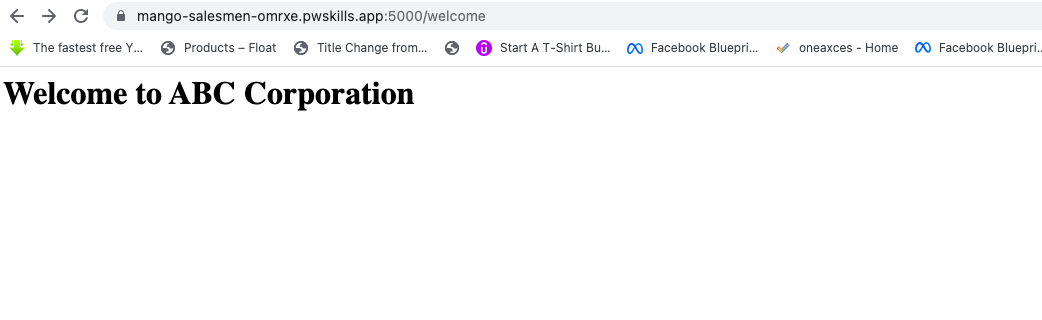 mango-salesmen-omrxe.pwskills.app:5000/welcome
The fastest free Y... Products – Float Title Change from... Start A T-Shirt Bu... Facebook Bluepri... oneaxces - Home Facebook Bluepri...
Welcome to ABC Corporation